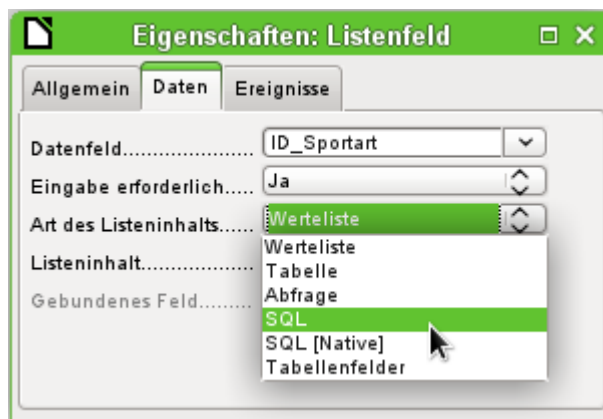 Eigenschaften: Listenfeld
Allgemein Daten Ereignisse
Datenfeld..................... ID_Sportart
Eingabe erforderlich..... Ja
Art des Listeninhalts...... Werteliste
Werteliste
Listeninhalt.................
Tabelle
Abfrage
Gebundenes Feld.........
SQL
SQL [Native]
Tabellenfelder